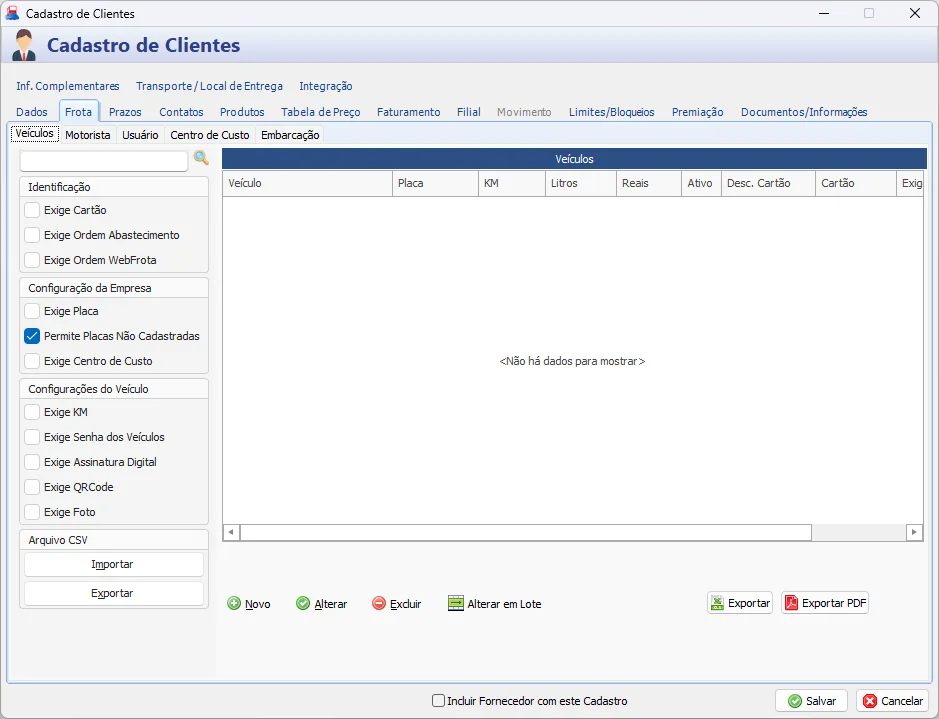 Cadastro de Clientes
Cadastro de Clientes
Inf. Complementares Transporte / Local de Entrega Integração
Dados Frota Prazos Contatos Produtos Tabela de Preço Faturamento Filial Movimento Limites/Bloqueios Premiação Documentos/Informações
Veículos Motorista Usuário Centro de Custo Embarcação
Veículos
Veículo Placa KM Litros Reais Ativo Desc. Cartão Cartão Exig
<Não há dados para mostrar>
Identificação
Exige Cartão
Exige Ordem Abastecimento
Exige Ordem WebFrota
Configuração da Empresa
Exige Placa
Permite Placas Não Cadastradas
Exige Centro de Custo
Configurações do Veículo
Exige KM
Exige Senha dos Veículos
Exige Assinatura Digital
Exige QRCode
Exige Foto
Arquivo CSV
Importar
Exportar
Novo Alterar Excluir Alterar em Lote Exportar Exportar PDF
Incluir Fornecedor com este Cadastro Salvar Cancelar